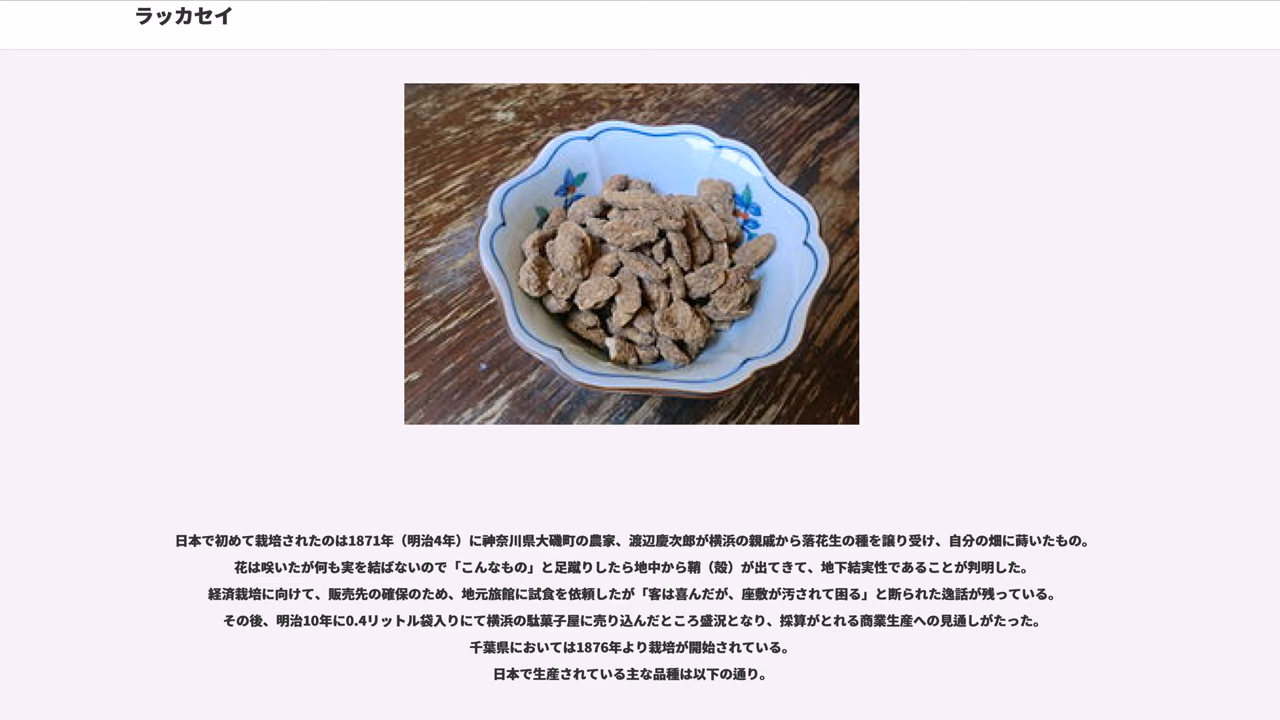 ラッカセイ
日本で初めて栽培されたのは1871年（明治4年）に神奈川県大磯町の農家、渡辺慶次郎が横浜の親戚から落花生の種を譲り受け、自分の畑に蒔いたもの。
花は咲いたが何も実を結ばないので「こんなもの」と足蹴りしたら地中から鞘（殻）が出てきて、地下結実性であることが判明した。
経済栽培に向けて、販売先の確保のため、地元旅館に試食を依頼したが「客は喜んだが、座敷が汚されて困る」と断られた逸話が残っている。
その後、明治10年に0.4リットル袋入りにて横浜の駄菓子屋に売り込んだところ盛況となり、採算がとれる商業生産への見通しがたった。
千葉県においては1876年より栽培が開始されている。
日本で生産されている主な品種は以下の通り。